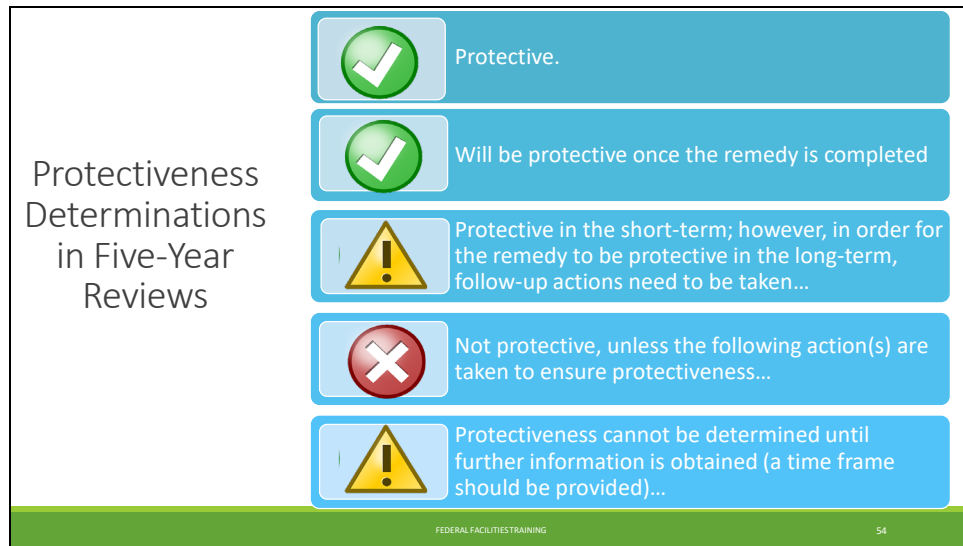 Protectiveness
Determinations
in Five-Year
Reviews
Protective.
Will be protective once the remedy is completed
Protective in the short-term; however, in order for
the remedy to be protective in the long-term,
follow-up actions need to be taken…
Not protective, unless the following action(s) are
taken to ensure protectiveness…
Protectiveness cannot be determined until
further information is obtained (a time frame
should be provided)…
FEDERAL FACILITIES TRAINING
54